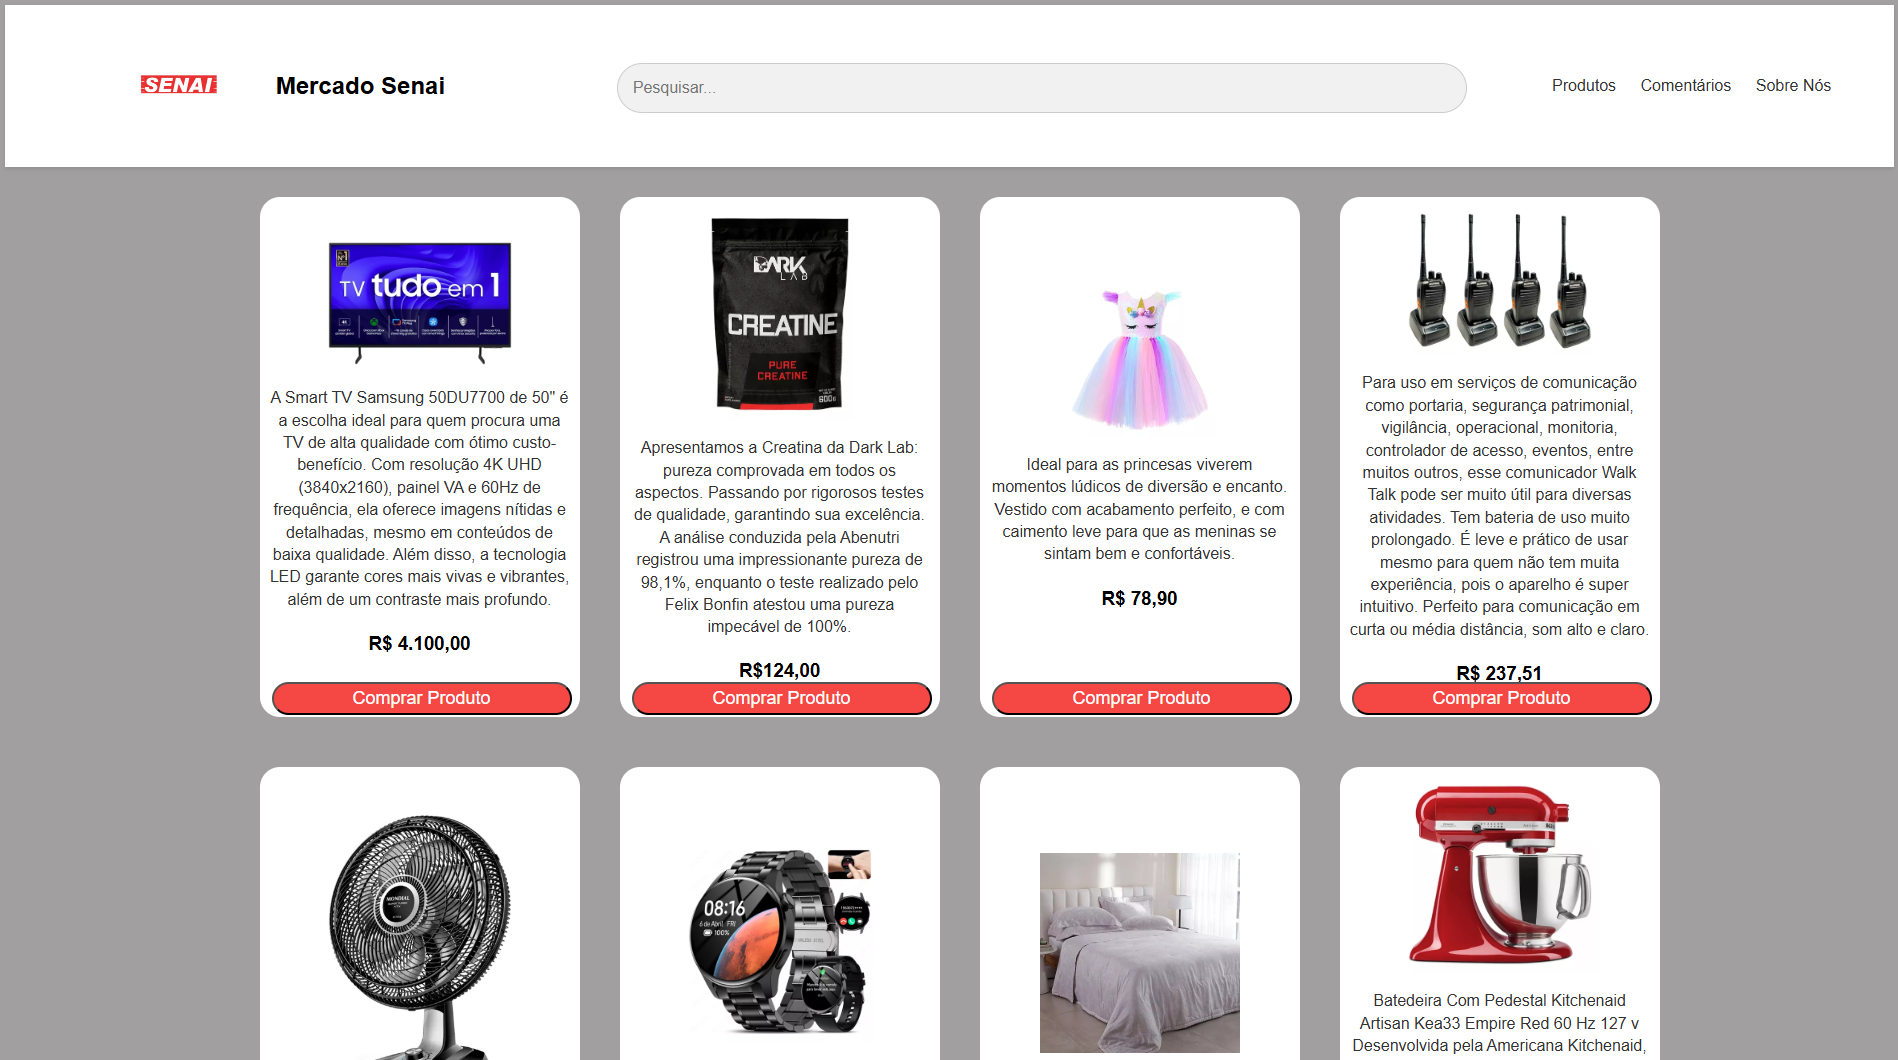 SENAI
Mercado Senai
Pesquisar...
Produtos
Comentários
Sobre Nós
TV tudo em 1
A Smart TV Samsung 50DU7700 de 50" é
a escolha ideal para quem procura uma
TV de alta qualidade com ótimo custo-
benefício. Com resolução 4K UHD
(3840x2160), painel VA e 60Hz de
frequência, ela oferece imagens nítidas e
detalhadas, mesmo em conteúdos de
baixa qualidade. Além disso, a tecnologia
LED garante cores mais vivas e vibrantes,
além de um contraste mais profundo.
R$ 4.100,00
Comprar Produto
DARK
LAB
CREATINE
PURE
CREATINE
600g
Apresentamos a Creatina da Dark Lab:
pureza comprovada em todos os
aspectos. Passando por rigorosos testes
de qualidade, garantindo sua excelência.
A análise conduzida pela Abenutri
registrou uma impressionante pureza de
98,1%, enquanto o teste realizado pelo
Felix Bonfin atestou uma pureza
impecável de 100%.
R$124,00
Comprar Produto
Ideal para as princesas viverem
momentos lúdicos de diversão e encanto.
Vestido com acabamento perfeito, e com
caimento leve para que as meninas se
sintam bem e confortáveis.
R$ 78,90
Comprar Produto
Para uso em serviços de comunicação
como portaria, segurança patrimonial,
vigilância, operacional, monitoria,
controlador de acesso, eventos, entre
muitos outros, esse comunicador Walk
Talk pode ser muito útil para diversas
atividades. Tem bateria de uso muito
prolongado. É leve e prático de usar
mesmo para quem não tem muita
experiência, pois o aparelho é super
intuitivo. Perfeito para comunicação em
curta ou média distância, som alto e claro.
R$ 237,51
Comprar Produto
MONDIAL
08:16
6 de Abril FRI
100%
Batedeira Com Pedestal Kitchenaid
Artisan Kea33 Empire Red 60 Hz 127 v
Desenvolvida pela Americana Kitchenaid,